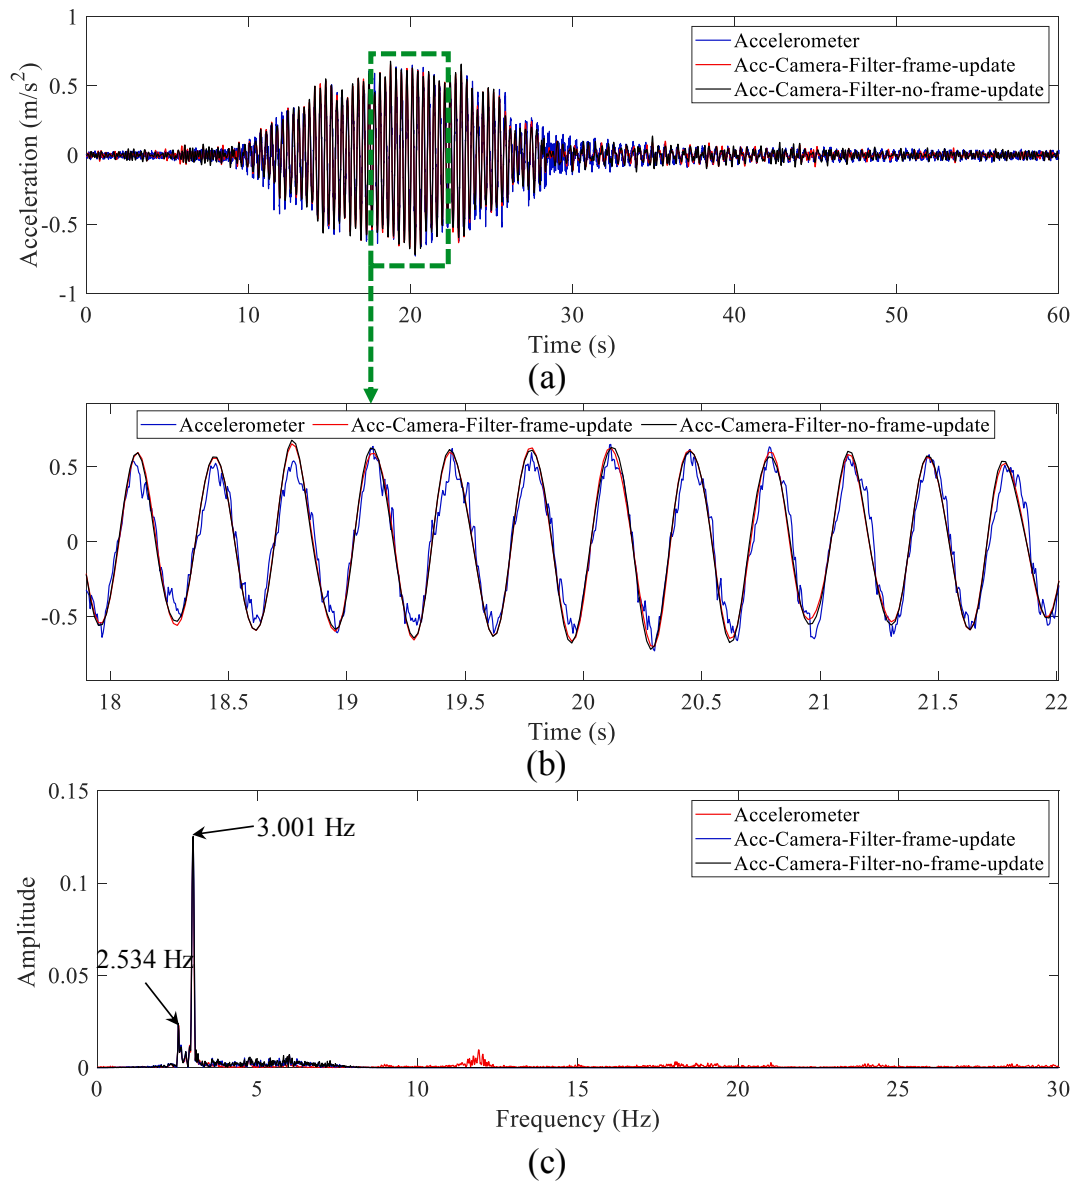 1
0.5
0
-0.5
-1
Acceleration (m/s²)
Accelerometer
Acc-Camera-Filter-frame-update
Acc-Camera-Filter-no-frame-update
0 10 20 30 40 50 60
Time (s)
(a)
Accelerometer Acc-Camera-Filter-frame-update Acc-Camera-Filter-no-frame-update
0.5
0
-0.5
18 18.5 19 19.5 20 20.5 21 21.5 22
Time (s)
(b)
0.15
0.1
0.05
0
Amplitude
3.001 Hz
2.534 Hz
Accelerometer
Acc-Camera-Filter-frame-update
Acc-Camera-Filter-no-frame-update
0 5 10 15 20 25 30
Frequency (Hz)
(c)